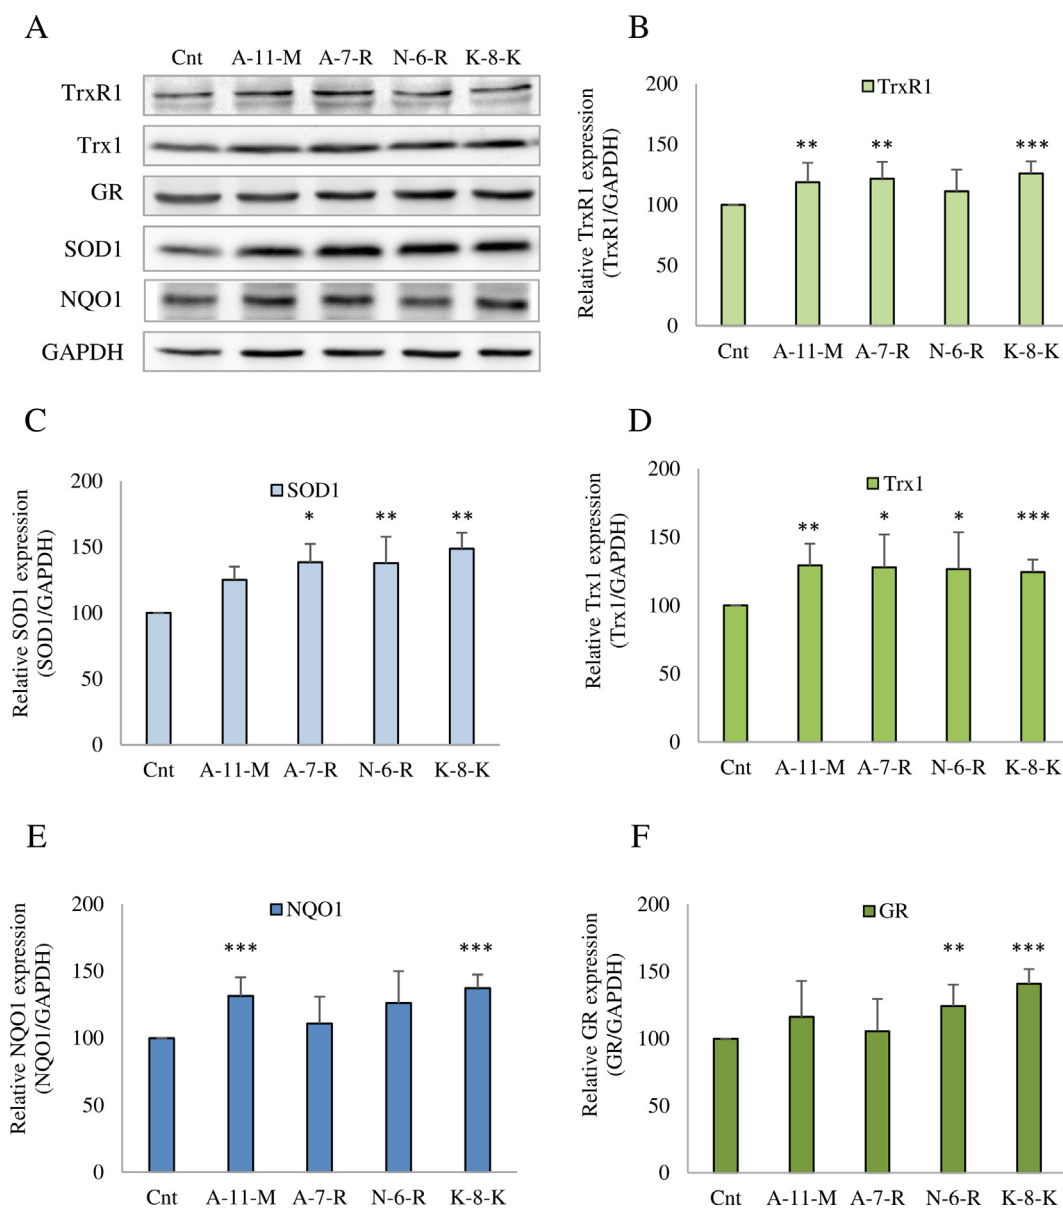 A
Cnt A-11-M A-7-R N-6-R K-8-K
TrxR1
Trx1
GR
SOD1
NQO1
GAPDH
B
Relative TrxR1 expression
(TrxR1/GAPDH)
200
150
100
50
0
TrxR1
** ** ***
Cnt A-11-M A-7-R N-6-R K-8-K
C
Relative SOD1 expression
(SOD1/GAPDH)
200
150
100
50
0
SOD1
* ** **
Cnt A-11-M A-7-R N-6-R K-8-K
D
Relative Trx1 expression
(Trx1/GAPDH)
200
150
100
50
0
Trx1
** * * ***
Cnt A-11-M A-7-R N-6-R K-8-K
E
Relative NQO1 expression
(NQO1/GAPDH)
200
150
100
50
0
NQO1
*** ***
Cnt A-11-M A-7-R N-6-R K-8-K
F
Relative GR expression
(GR/GAPDH)
200
150
100
50
0
GR
** ***
Cnt A-11-M A-7-R N-6-R K-8-K